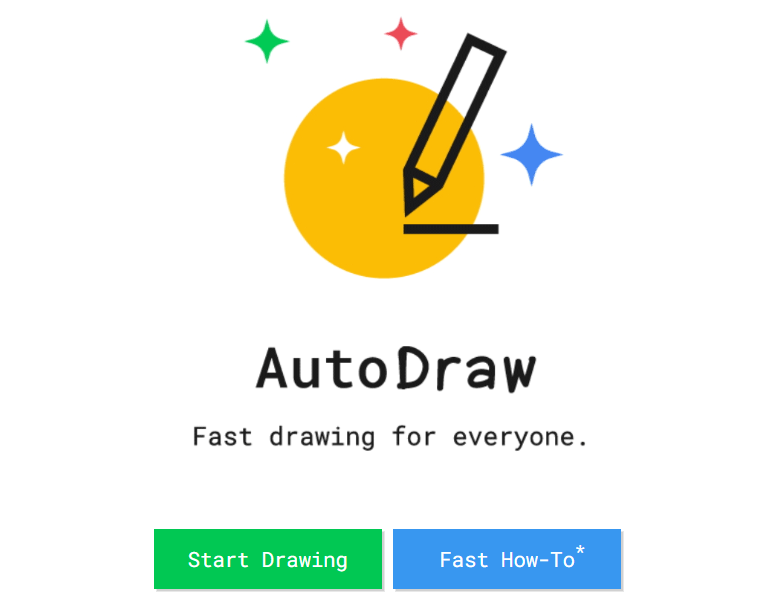 AutoDraw
Fast drawing for everyone.
Start Drawing
Fast How-To*